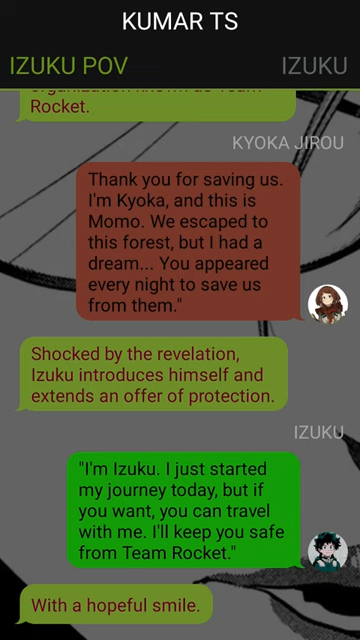 KUMAR TS
IZUKU POV
IZUKU
Rocket.
KYOKA JIROU
Thank you for saving us.
I'm Kyoka, and this is
Momo. We escaped to
this forest, but I had a
dream... You appeared
every night to save us
from them."
Shocked by the revelation,
Izuku introduces himself and
extends an offer of protection.
IZUKU
"I'm Izuku. I just started
my journey today, but if
you want, you can travel
with me. I'll keep you safe
from Team Rocket."
With a hopeful smile.